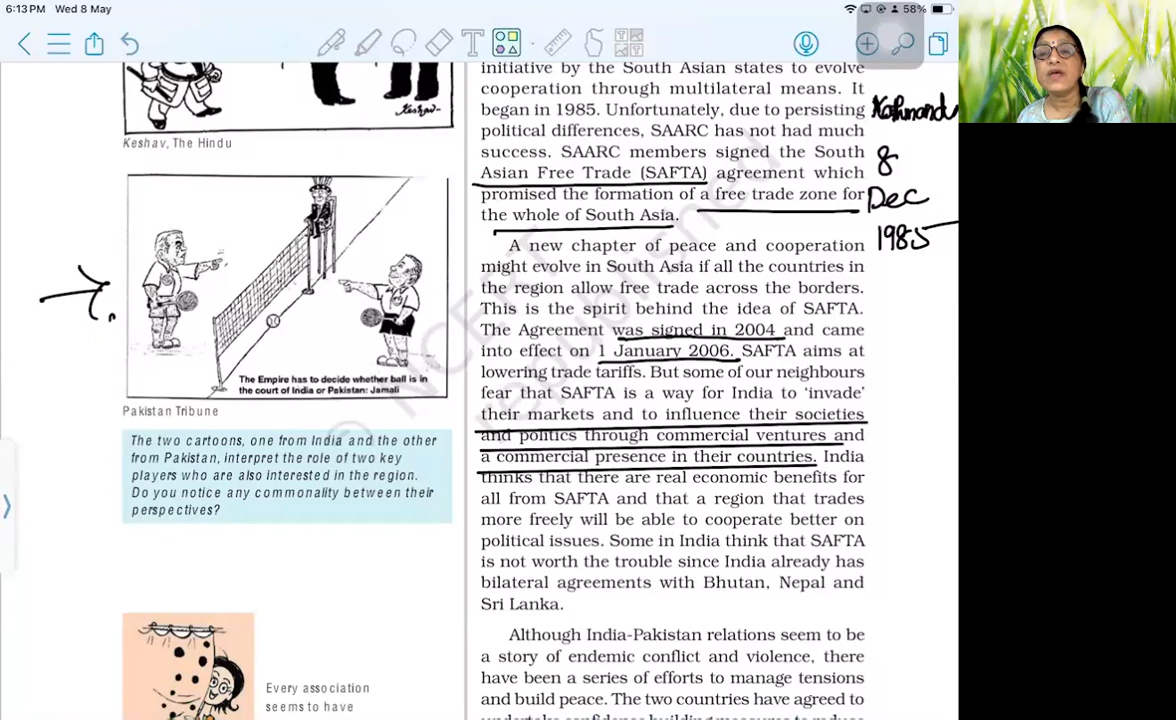 6:13 PM Wed 8 May
58%
Keshav
Keshav, The Hindu
The Empire has to decide whether ball is in
the court of India or Pakistan: Jamali
Pakistan Tribune
The two cartoons, one from India and the other
from Pakistan, interpret the role of two key
players who are also interested in the region.
Do you notice any commonality between their
perspectives?
Every association
seems to have
initiative by the South Asian states to evolve
cooperation through multilateral means. It
began in 1985. Unfortunately, due to persisting
political differences, SAARC has not had much
success. SAARC members signed the South
Asian Free Trade (SAFTA) agreement which
promised the formation of a free trade zone for
the whole of South Asia.
A new chapter of peace and cooperation
might evolve in South Asia if all the countries in
the region allow free trade across the borders.
This is the spirit behind the idea of SAFTA.
The Agreement was signed in 2004 and came
into effect on 1 January 2006. SAFTA aims at
lowering trade tariffs. But some of our neighbours
fear that SAFTA is a way for India to ‘invade’
their markets and to influence their societies
and politics through commercial ventures and
a commercial presence in their countries. India
thinks that there are real economic benefits for
all from SAFTA and that a region that trades
more freely will be able to cooperate better on
political issues. Some in India think that SAFTA
is not worth the trouble since India already has
bilateral agreements with Bhutan, Nepal and
Sri Lanka.
Although India-Pakistan relations seem to be
a story of endemic conflict and violence, there
have been a series of efforts to manage tensions
and build peace. The two countries have agreed to
8
Dec
1985
© NCERT
republished